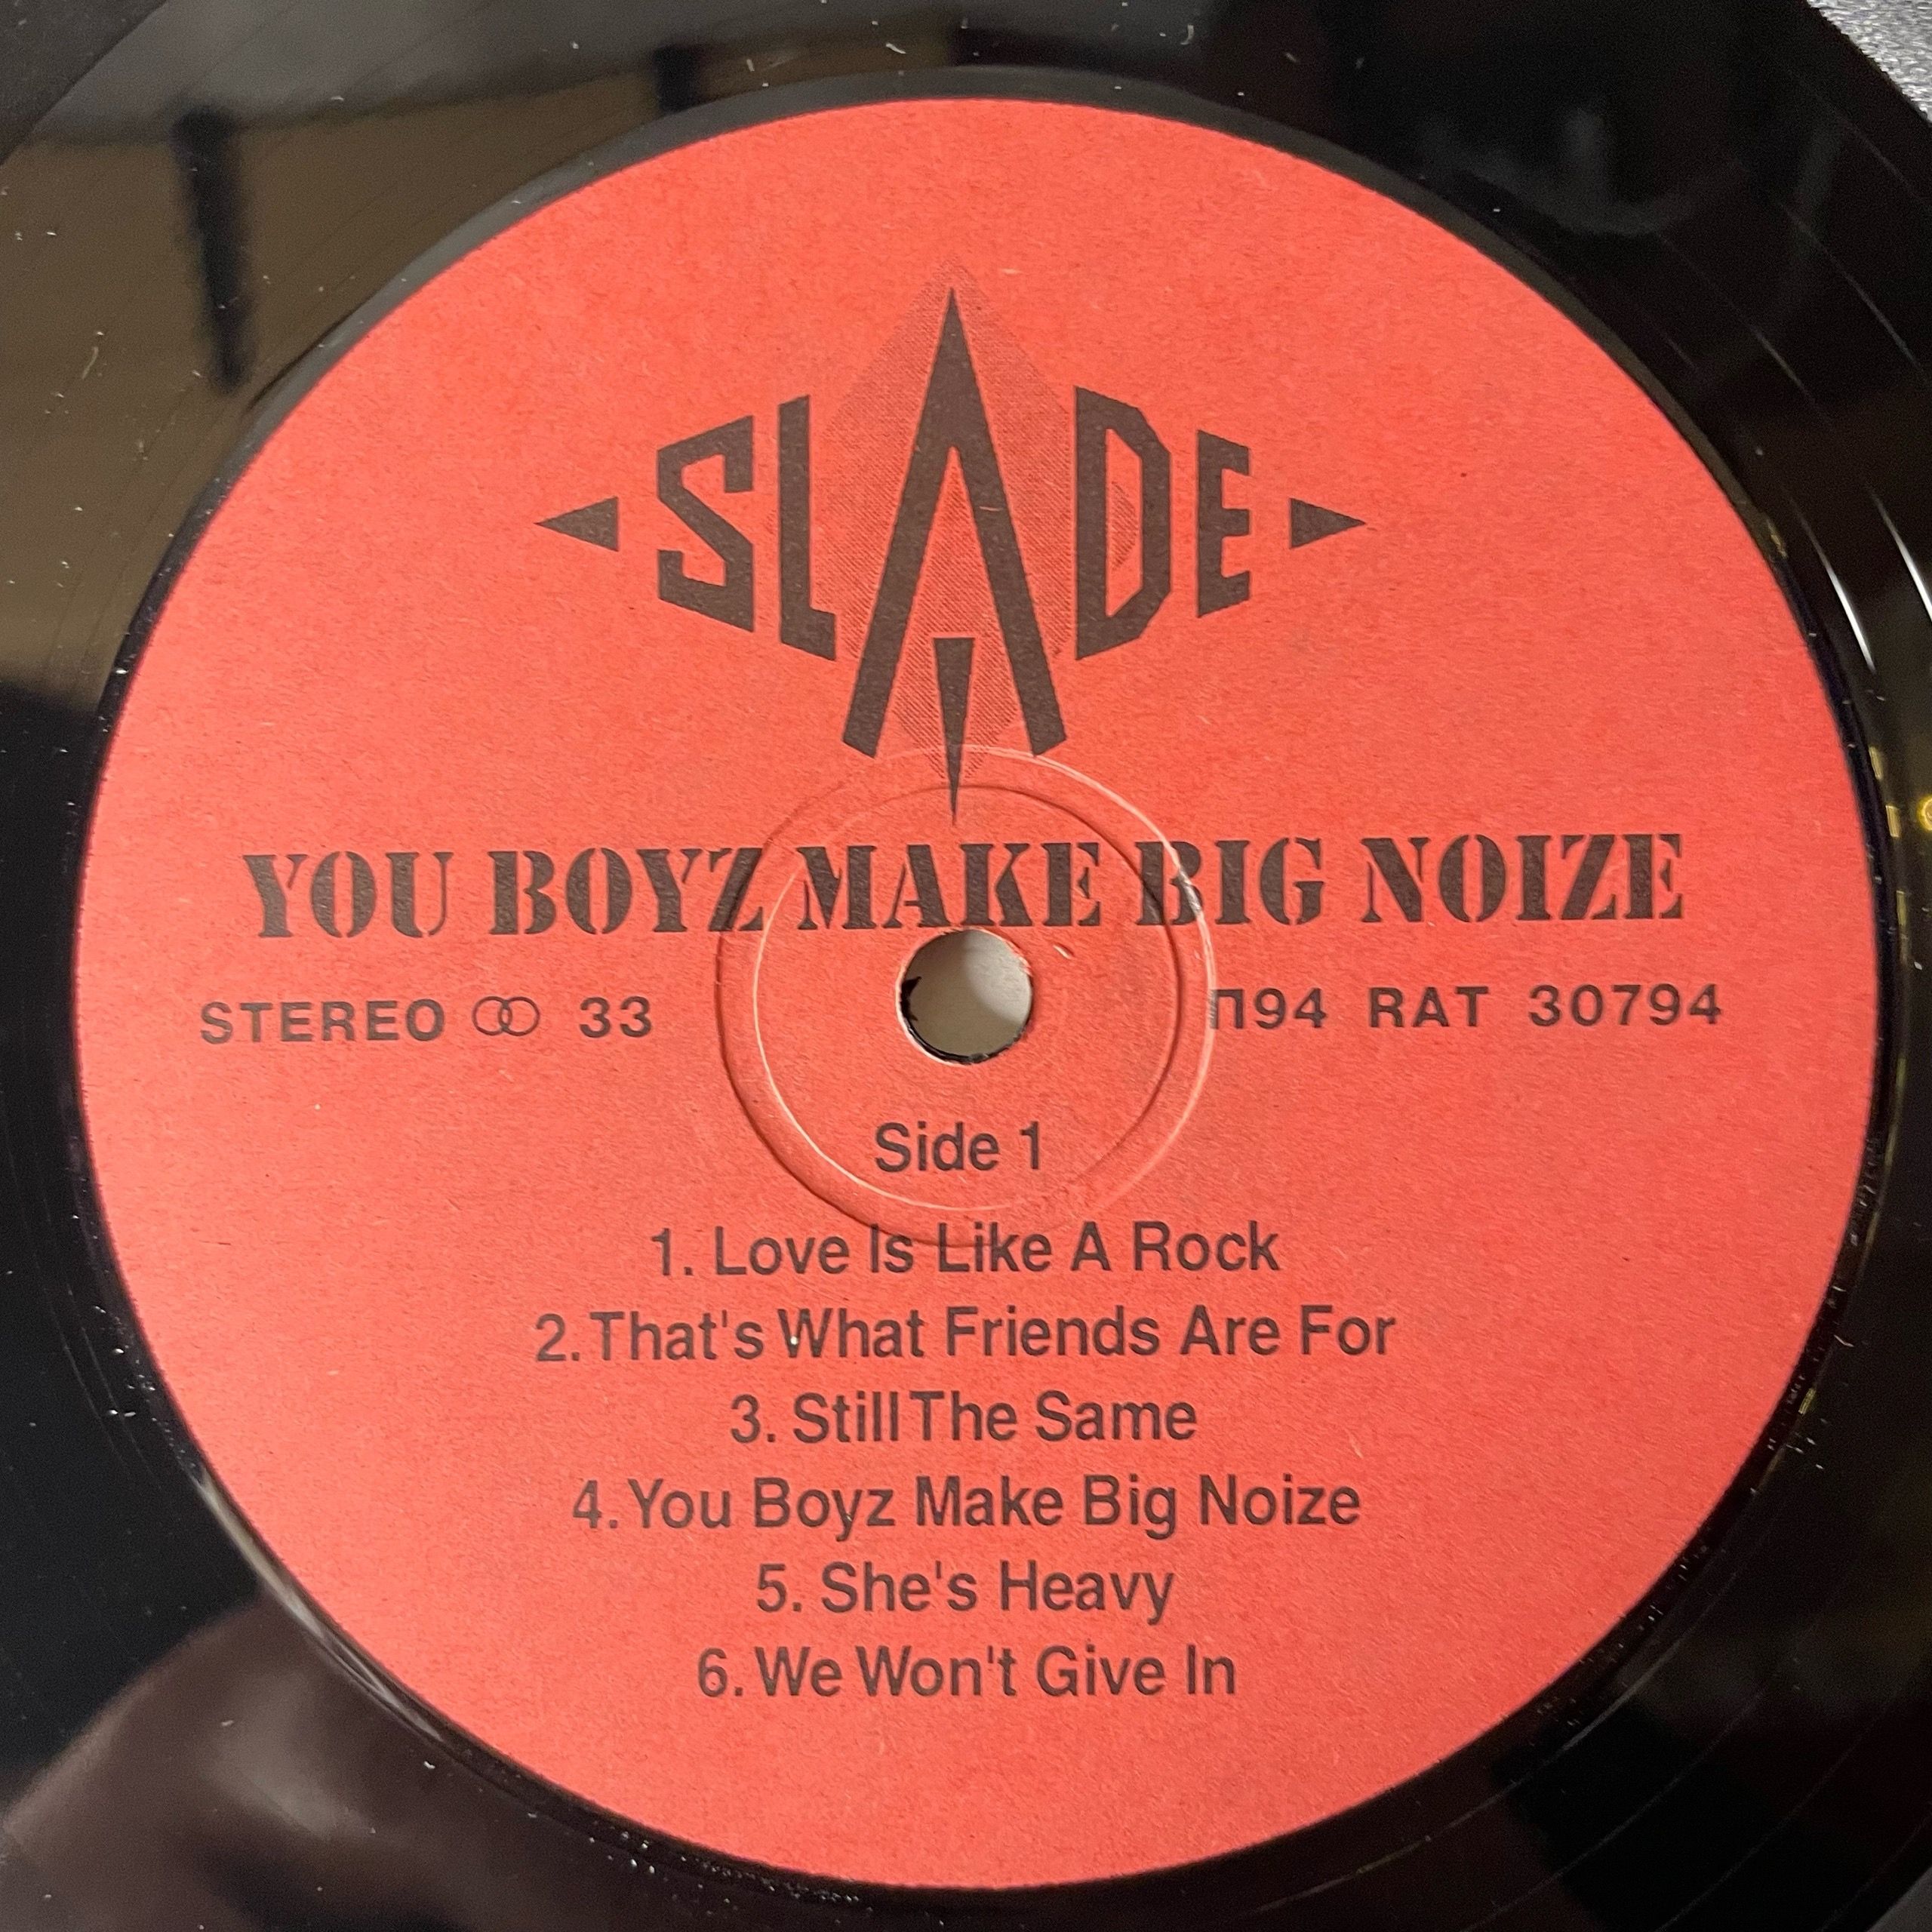 SLADE
YOU BOYZ MAKE BIG NOIZE
STEREO 33
П94 RAT 30794
Side 1
1. Love Is Like A Rock
2. That's What Friends Are For
3. Still The Same
4. You Boyz Make Big Noize
5. She's Heavy
6. We Won't Give In